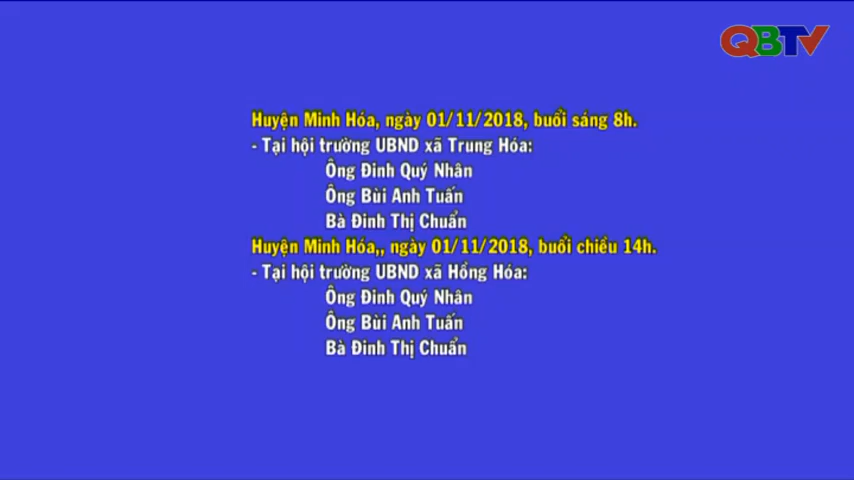 QBTV
Huyện Minh Hóa, ngày 01/11/2018, buổi sáng 8h.
- Tại hội trường UBND xã Trung Hóa:
Ông Đinh Quý Nhân
Ông Bùi Anh Tuấn
Bà Đinh Thị Chuẩn
Huyện Minh Hóa,, ngày 01/11/2018, buổi chiều 14h.
- Tại hội trường UBND xã Hồng Hóa:
Ông Đinh Quý Nhân
Ông Bùi Anh Tuấn
Bà Đinh Thị Chuẩn